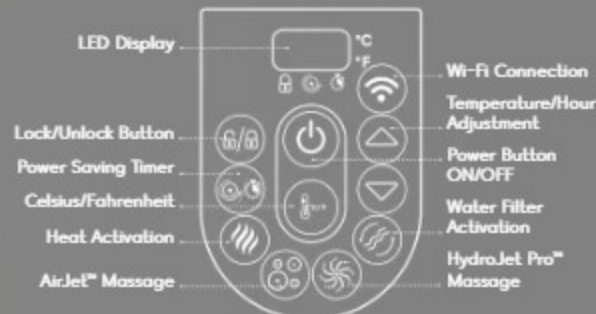 LED Display
°C
°F
Wi-Fi Connection
Temperature/Hour
Adjustment
Lock/Unlock Button
Power Button
ON/OFF
Power Saving Timer
Celsius/Fahrenheit
Water Filter
Activation
Heat Activation
HydroJet Pro™
Massage
AirJet™ Massage